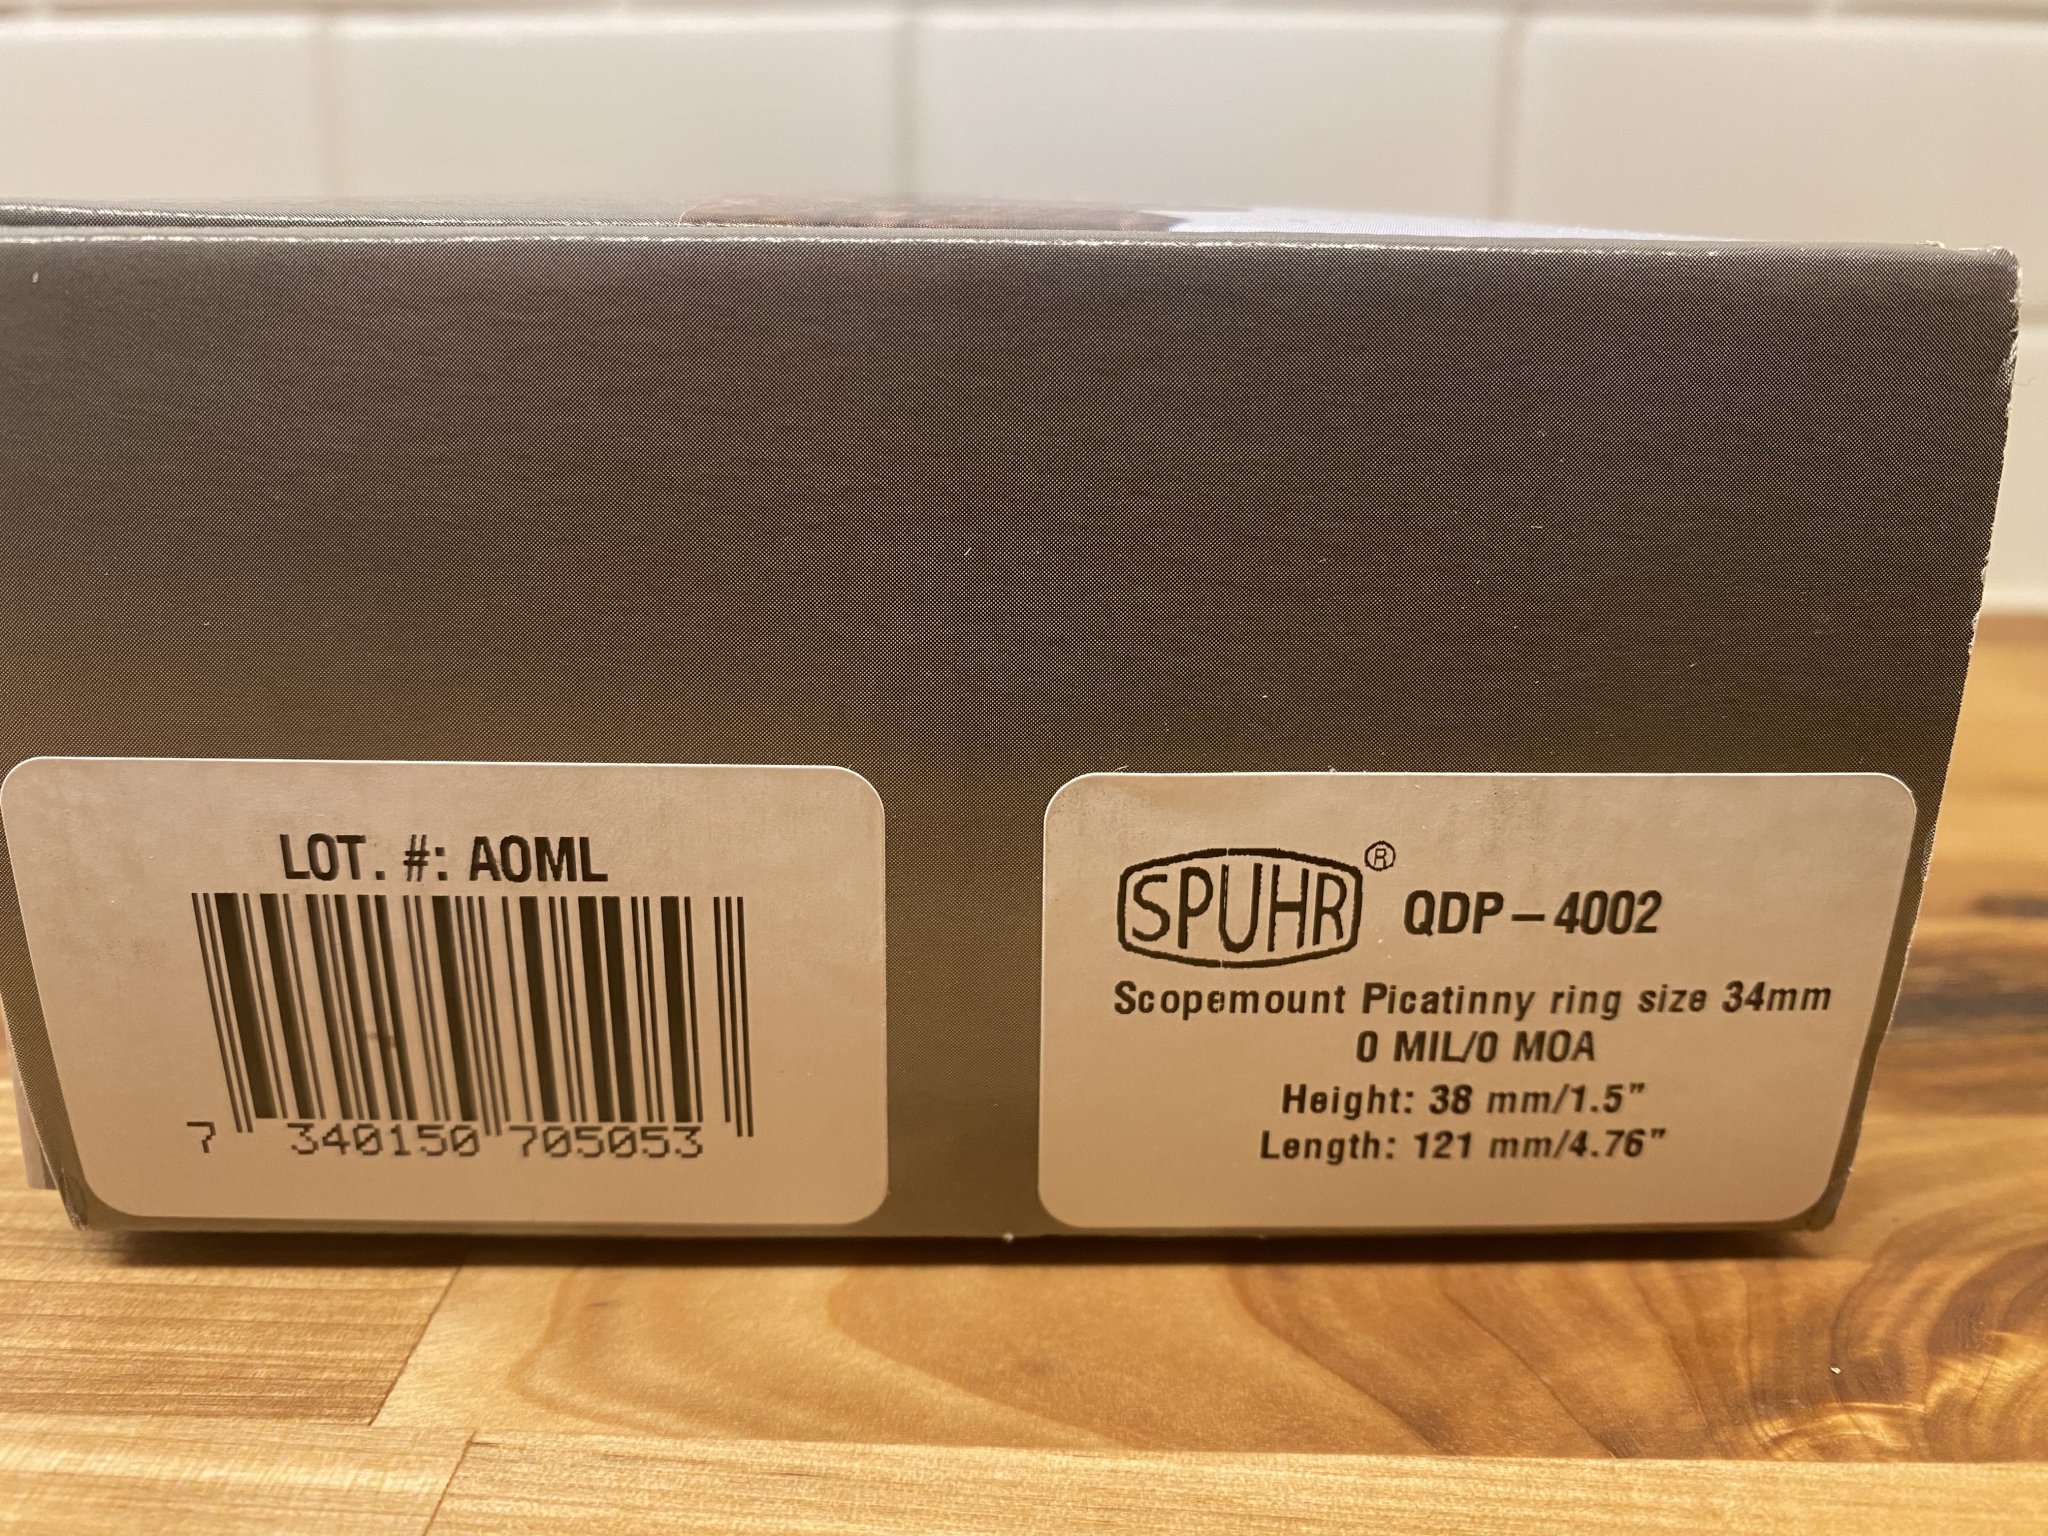 LOT. #: AOML
7 340150 705053
SPUHR® QDP-4002
Scopemount Picatinny ring size 34mm
0 MIL/0 MOA
Height: 38 mm/1.5"
Length: 121 mm/4.76"